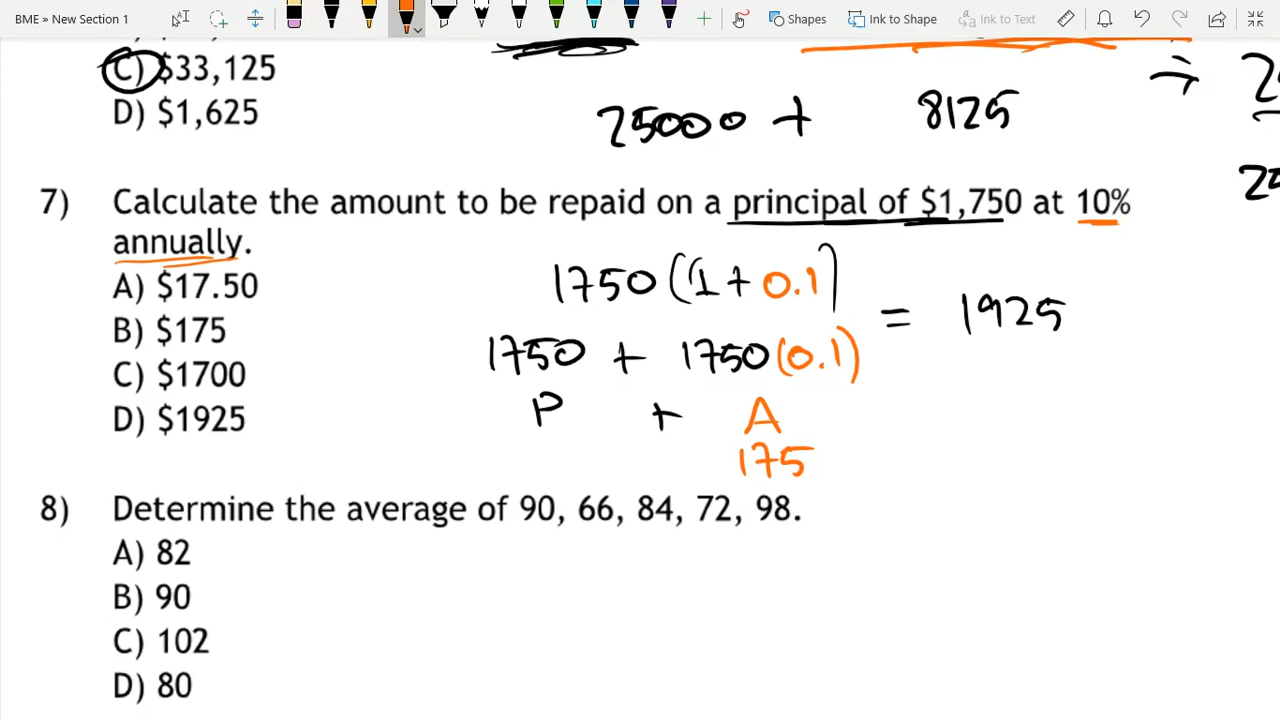 BME » New Section 1
Shapes
Ink to Shape
Ink to Text
C) $33,125
D) $1,625
25000 + 8125
7) Calculate the amount to be repaid on a principal of $1,750 at 10%
annually.
A) $17.50
B) $175
C) $1700
D) $1925
1750 (1 + 0.1)
1750 + 1750 (0.1)
= 1925
P + A
175
8) Determine the average of 90, 66, 84, 72, 98.
A) 82
B) 90
C) 102
D) 80